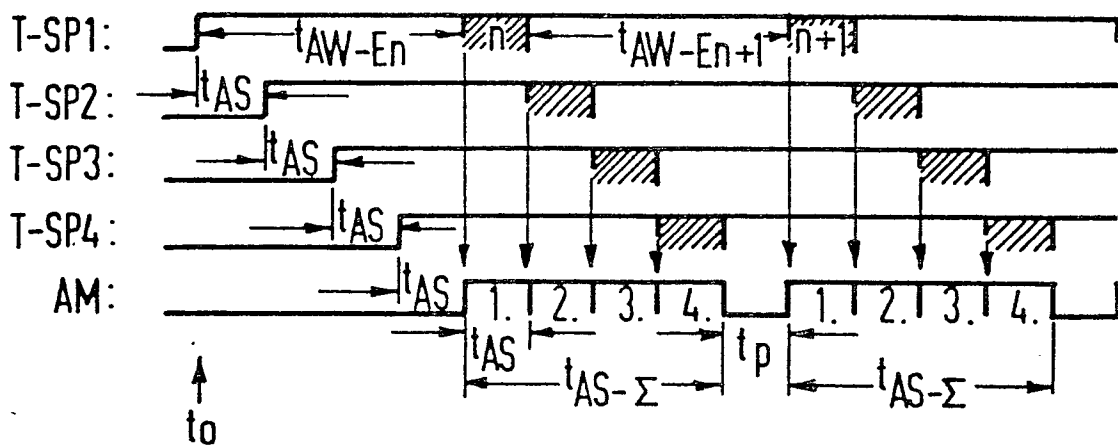 T-SP1: tAW-En n tAW-En+1 n+1
T-SP2: tAS
T-SP3: tAS
T-SP4: tAS
AM: tAS 1. 2. 3. 4. 1. 2. 3. 4.
tAS tp
tAS-Σ tAS-Σ
to